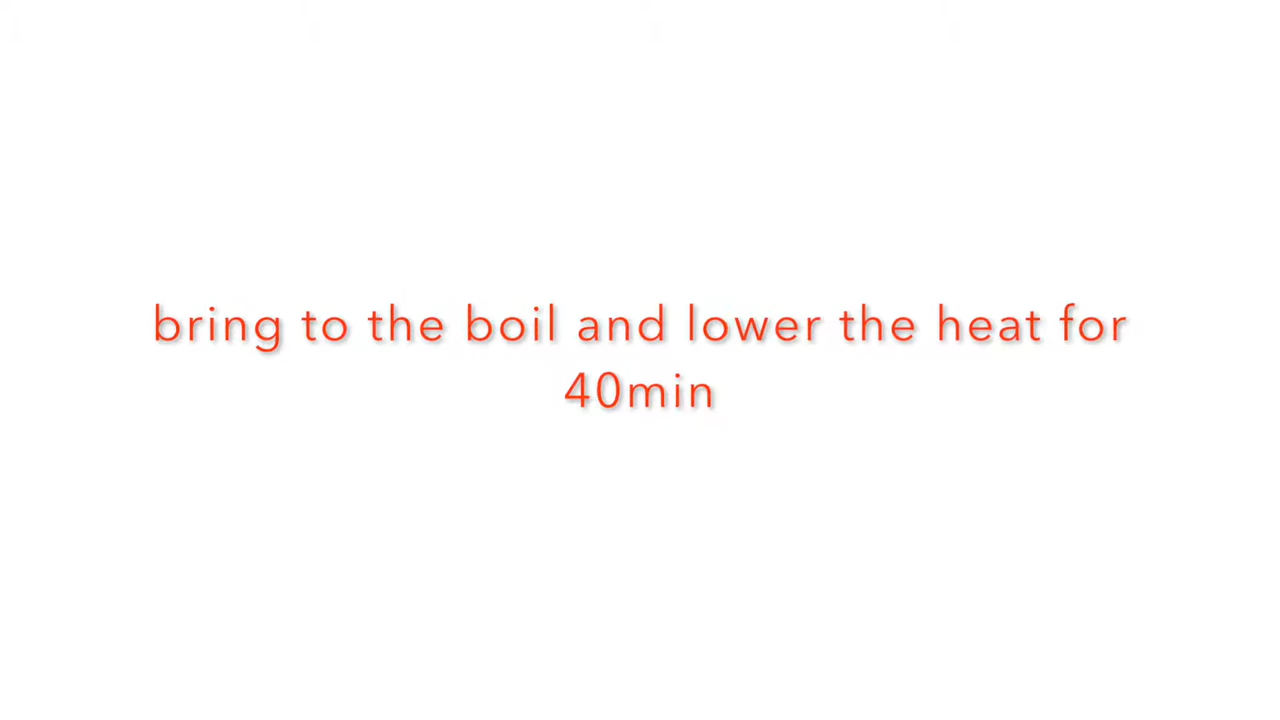 bring to the boil and lower the heat for
40min